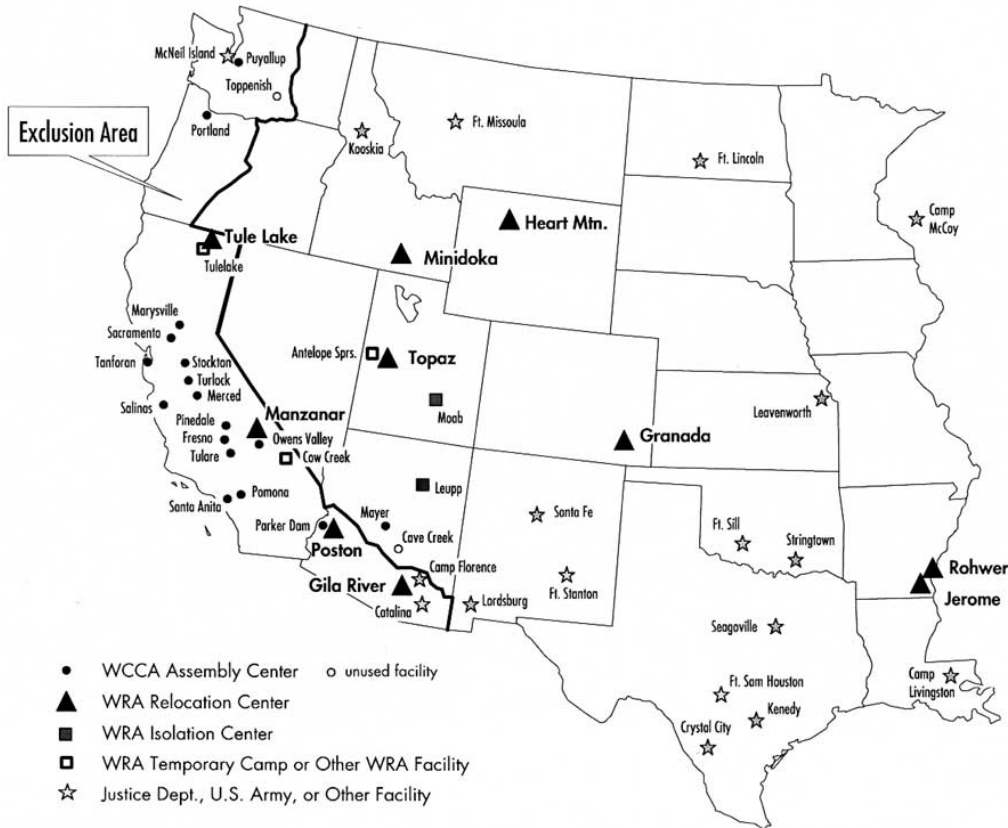 McNeil Island
Puyallup
Toppenish
Portland
Exclusion Area
Kooskia
Ft. Missoula
Ft. Lincoln
Camp
McCoy
Tule Lake
Tulelake
Minidoka
Heart Mtn.
Marysville
Sacramento
Tanforan
Stockton
Turlock
Merced
Salinas
Antelope Sprs.
Topaz
Moab
Leavenworth
Pinedale
Fresno
Tulare
Manzanar
Owens Valley
Cow Creek
Granada
Santa Anita
Pomona
Leupp
Parker Dam
Mayer
Cave Creek
Poston
Santa Fe
Ft. Sill
Stringtown
Gila River
Camp Florence
Catalina
Lordsburg
Ft. Stanton
Rohwer
Jerome
Seagoville
Ft. Sam Houston
Kenedy
Crystal City
Camp
Livingston
WCCA Assembly Center
unused facility
WRA Relocation Center
WRA Isolation Center
WRA Temporary Camp or Other WRA Facility
Justice Dept., U.S. Army, or Other Facility